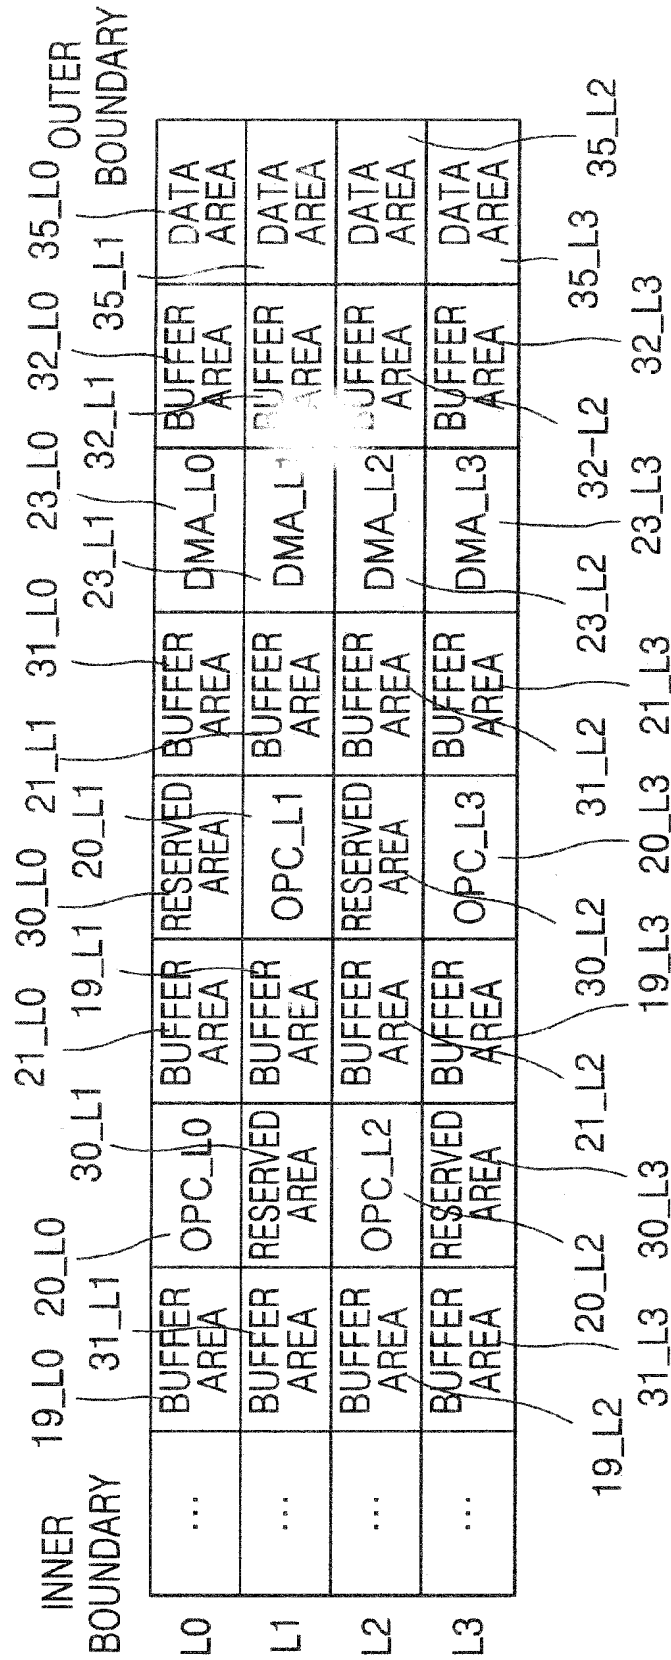 INNER 19_L0 20_L0 21_L0 30_L0 21_L1 31_L0 23_L0 32_L0 35_L0 OUTER
BOUNDARY 31_L1 30_L1 19_L1 20_L1 23_L1 32_L1 35_L1 BOUNDARY
L0 ... BUFFER AREA OPC_L0 BUFFER AREA RESERVED AREA BUFFER AREA DMA_L0 BUFFER AREA DATA AREA
L1 ... BUFFER AREA RESERVED AREA BUFFER AREA OPC_L1 BUFFER AREA DMA_L1 BUFFER AREA DATA AREA
L2 ... BUFFER AREA OPC_L2 BUFFER AREA RESERVED AREA BUFFER AREA DMA_L2 BUFFER AREA DATA AREA
L3 ... BUFFER AREA RESERVED AREA BUFFER AREA OPC_L3 BUFFER AREA DMA_L3 BUFFER AREA DATA AREA
19_L2 20_L2 21_L2 30_L2 31_L2 23_L2 32-L2 35_L3 35_L2
31_L3 30_L3 19_L3 20_L3 21_L3 23_L3 32_L3